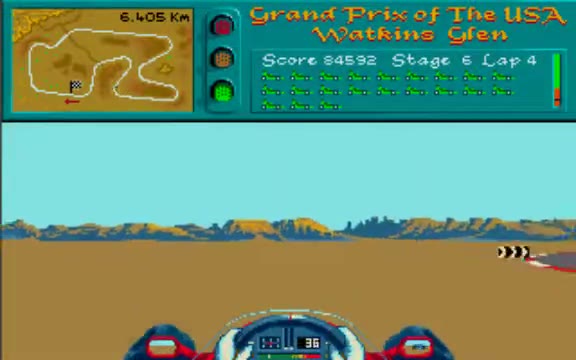 6.405 Km
Grand Prix of The USA
Watkins Glen
Score 84592 Stage 6 Lap 4
36